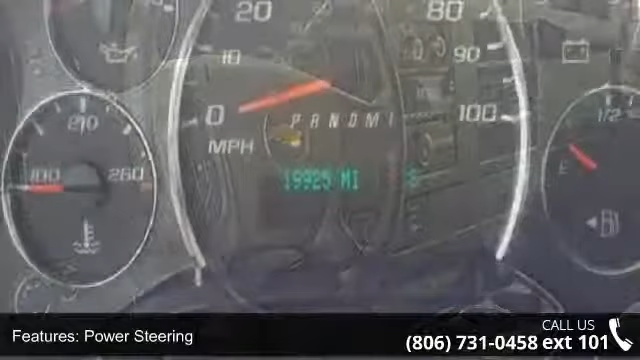 20
80
10
90
210
1/2
0
P R N D M 1
100
MPH
100
260
E
19925 MI
Features: Power Steering
CALL US
(806) 731-0458 ext 101